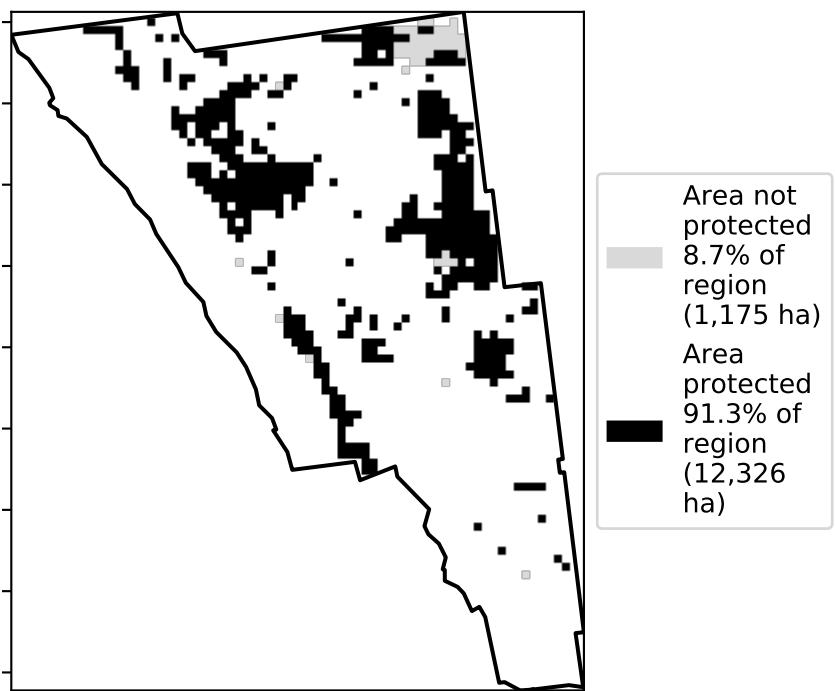 Area not
protected
8.7% of
region
(1,175 ha)
Area
protected
91.3% of
region
(12,326
ha)